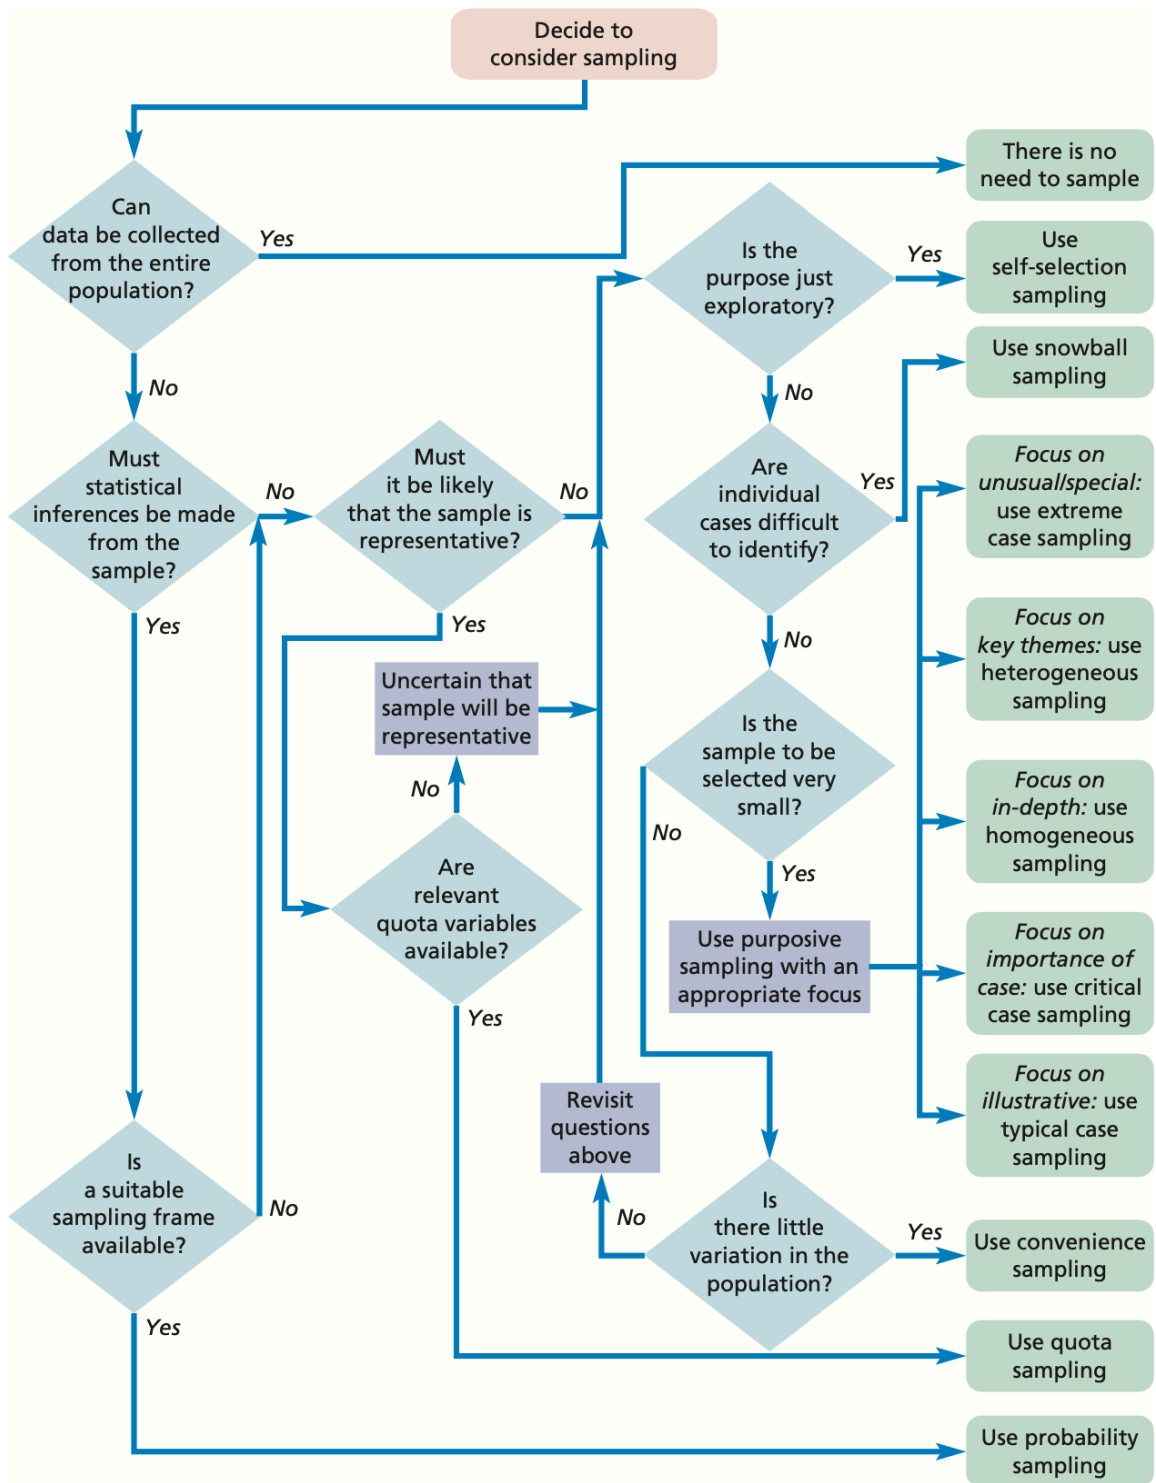 Decide to
consider sampling
There is no
need to sample
Can
data be collected
from the entire
population?
Yes
Is the
purpose just
exploratory?
Yes
Use
self-selection
sampling
No
No
Use snowball
sampling
Must
statistical
inferences be made
from the
sample?
No
Must
it be likely
that the sample is
representative?
No
Are
individual
cases difficult
to identify?
Yes
Focus on
unusual/special:
use extreme
case sampling
Yes
Yes
No
Focus on
key themes: use
heterogeneous
sampling
Uncertain that
sample will be
representative
Is the
sample to be
selected very
small?
No
No
Yes
Focus on
in-depth: use
homogeneous
sampling
Are
relevant
quota variables
available?
Yes
Use purposive
sampling with an
appropriate focus
Focus on
importance of
case: use critical
case sampling
Revisit
questions
above
Focus on
illustrative: use
typical case
sampling
Is
a suitable
sampling frame
available?
No
No
Is
there little
variation in the
population?
Yes
Use convenience
sampling
Yes
Use quota
sampling
Use probability
sampling